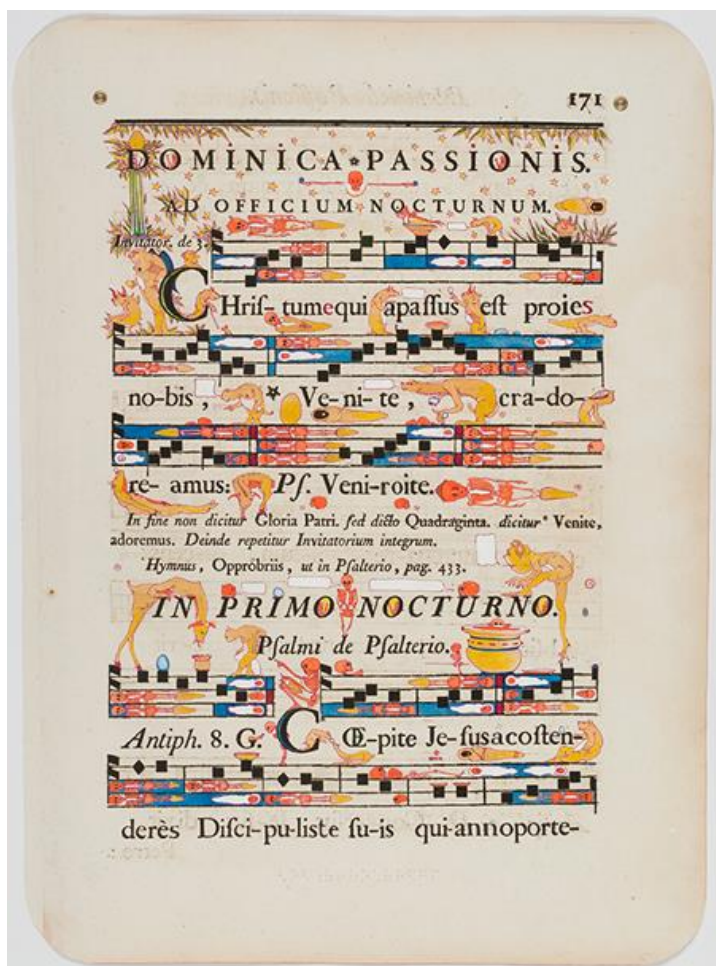 171
DOMINICA * PASSIONIS.
AD OFFICIUM NOCTURNUM.
Invitator. de 3.
CHriſ- tumequi apaſſus eſt proies
no-bis, * Ve-ni-te, cra-do-
re- amus: Pſ. Veni-roite.
In fine non dicitur Gloria Patri. ſed dicto Quadraginta. dicitur* Venite,
adoremus. Deinde repetitur Invitatorium integrum.
Hymnus, Opprobriis, ut in Pſalterio, pag. 433.
IN PRIMO NOCTURNO.
Pſalmi de Pſalterio.
Antiph. 8. G. CŒ-pite Je-ſusacoſten-
derès Diſci-pu-liste ſu-is qui-annoporte-